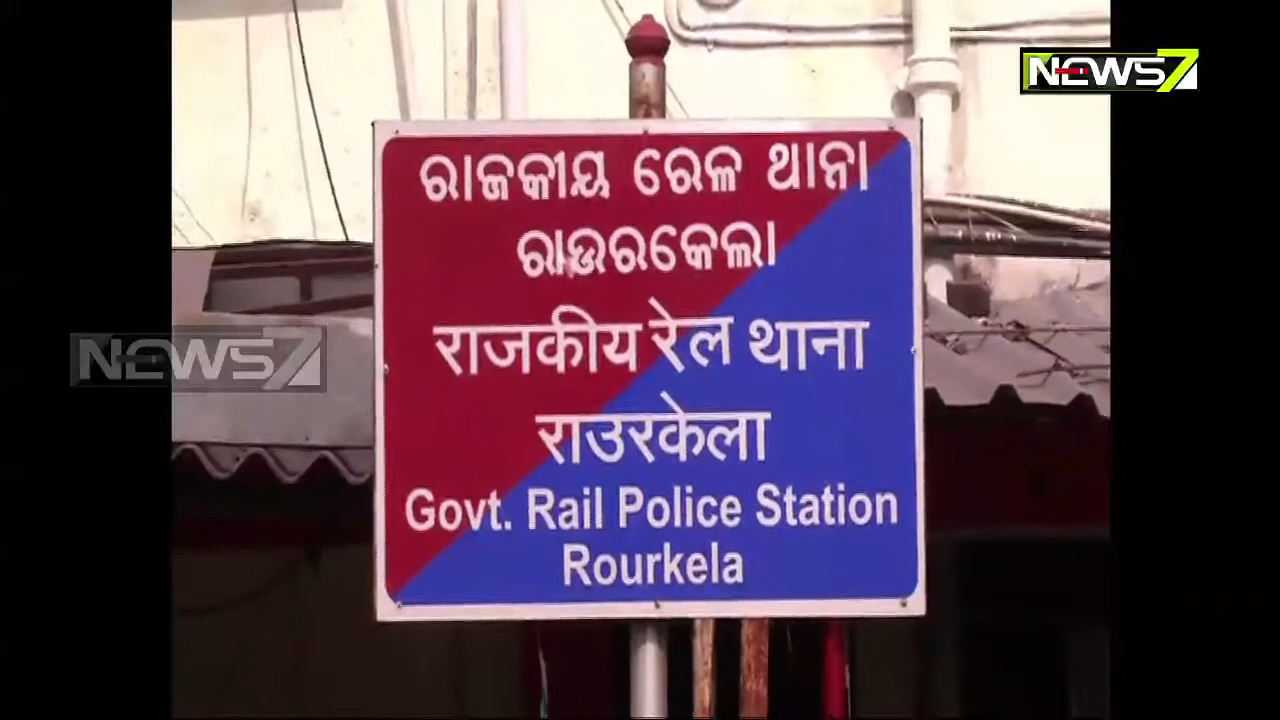 NEWS7
ରାଜକୀୟ ରେଳ ଥାନା
ରାଉରକେଲା
राजकीय रेल थाना
राउरकेला
NEWS7
Govt. Rail Police Station
Rourkela